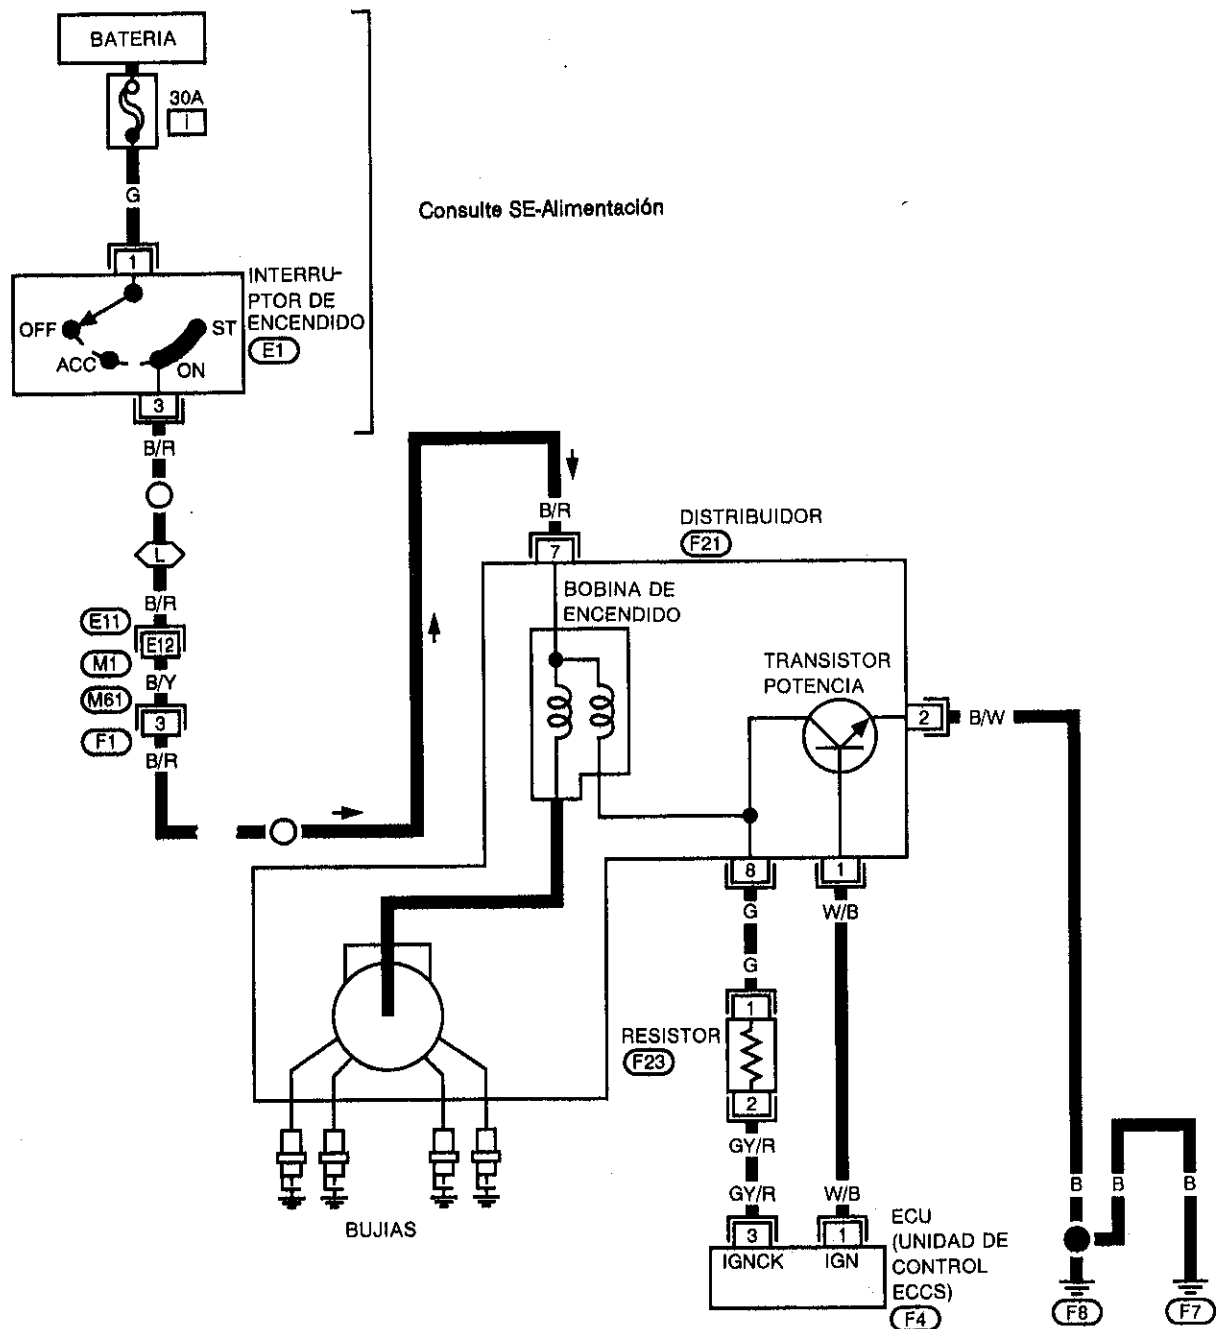 BATERIA
30A
I
G
Consulte SE-Alimentación
1
INTERRU-
PTOR DE
ENCENDIDO
E1
OFF
ACC
ON
ST
3
B/R
L
B/R
E11
E12
M1
B/Y
M61
3
F1
B/R
B/R
7
DISTRIBUIDOR
F21
BOBINA DE
ENCENDIDO
TRANSISTOR
POTENCIA
2
B/W
8
1
G
W/B
G
RESISTOR
F23
1
2
GY/R
GY/R
W/B
BUJIAS
3
1
IGNCK
IGN
ECU
(UNIDAD DE
CONTROL
ECCS)
F4
B
B
B
F8
F7